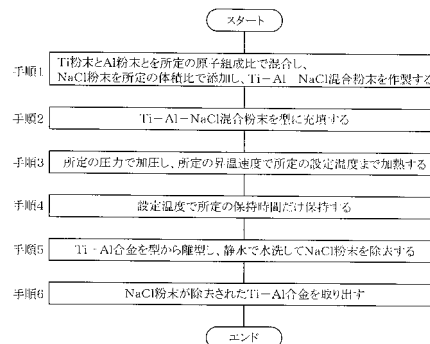 スタート
手順1
Ti粉末とAl粉末とを所定の原子組成比で混合し、
NaCl粉末を所定の体積比で添加し、Ti-Al-NaCl混合粉末を作製する
手順2
Ti-Al-NaCl混合粉末を型に充填する
手順3
所定の圧力で加圧し、所定の昇温速度で所定の設定温度まで加熱する
手順4
設定温度で所定の保持時間だけ保持する
手順5
Ti-Al合金を型から離型し、静水で水洗してNaCl粉末を除去する
手順6
NaCl粉末が除去されたTi-Al合金を取り出す
エンド